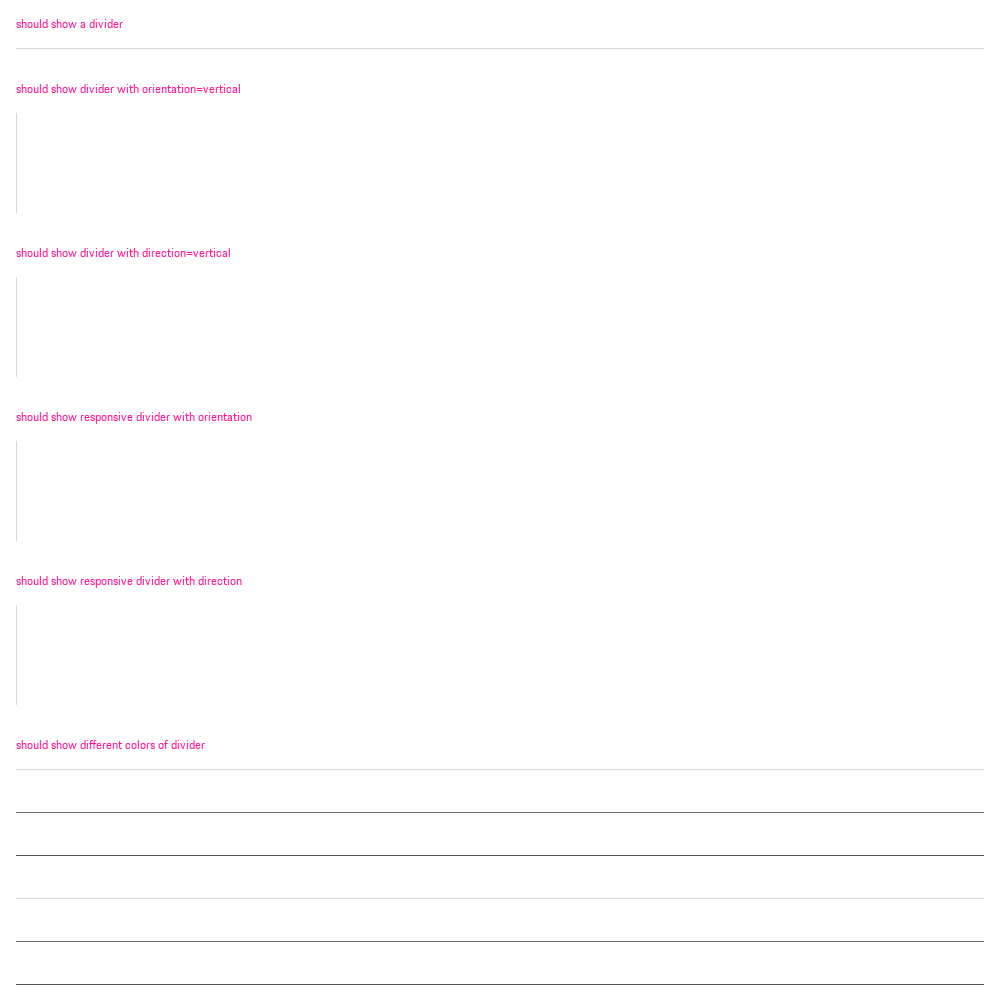 should show a divider
should show divider with orientation=vertical
should show divider with direction=vertical
should show responsive divider with orientation
should show responsive divider with direction
should show different colors of divider